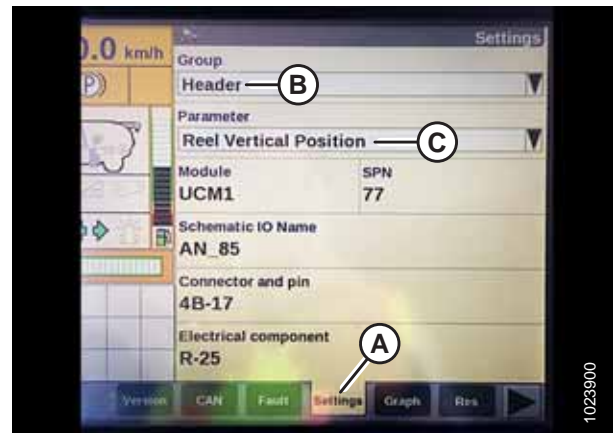 0.0 km/h
Settings
(P)
Group
Header
B
Parameter
Reel Vertical Position
C
Module SPN
UCM1 77
Schematic IO Name
AN_85
Connector and pin
4B-17
Electrical component
R-25
A
Version CAN Fault Settings Graph Res
1023900